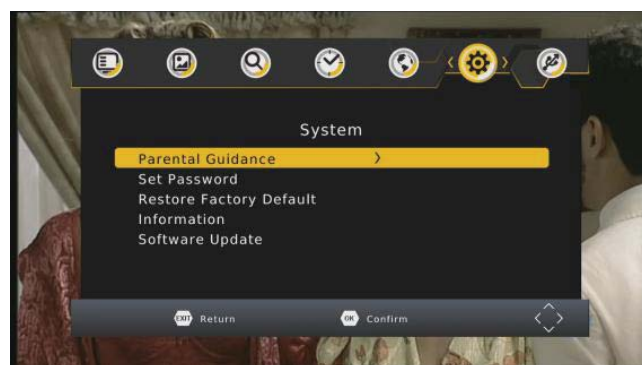 System
Parental Guidance
Set Password
Restore Factory Default
Information
Software Update
EXIT Return OK Confirm